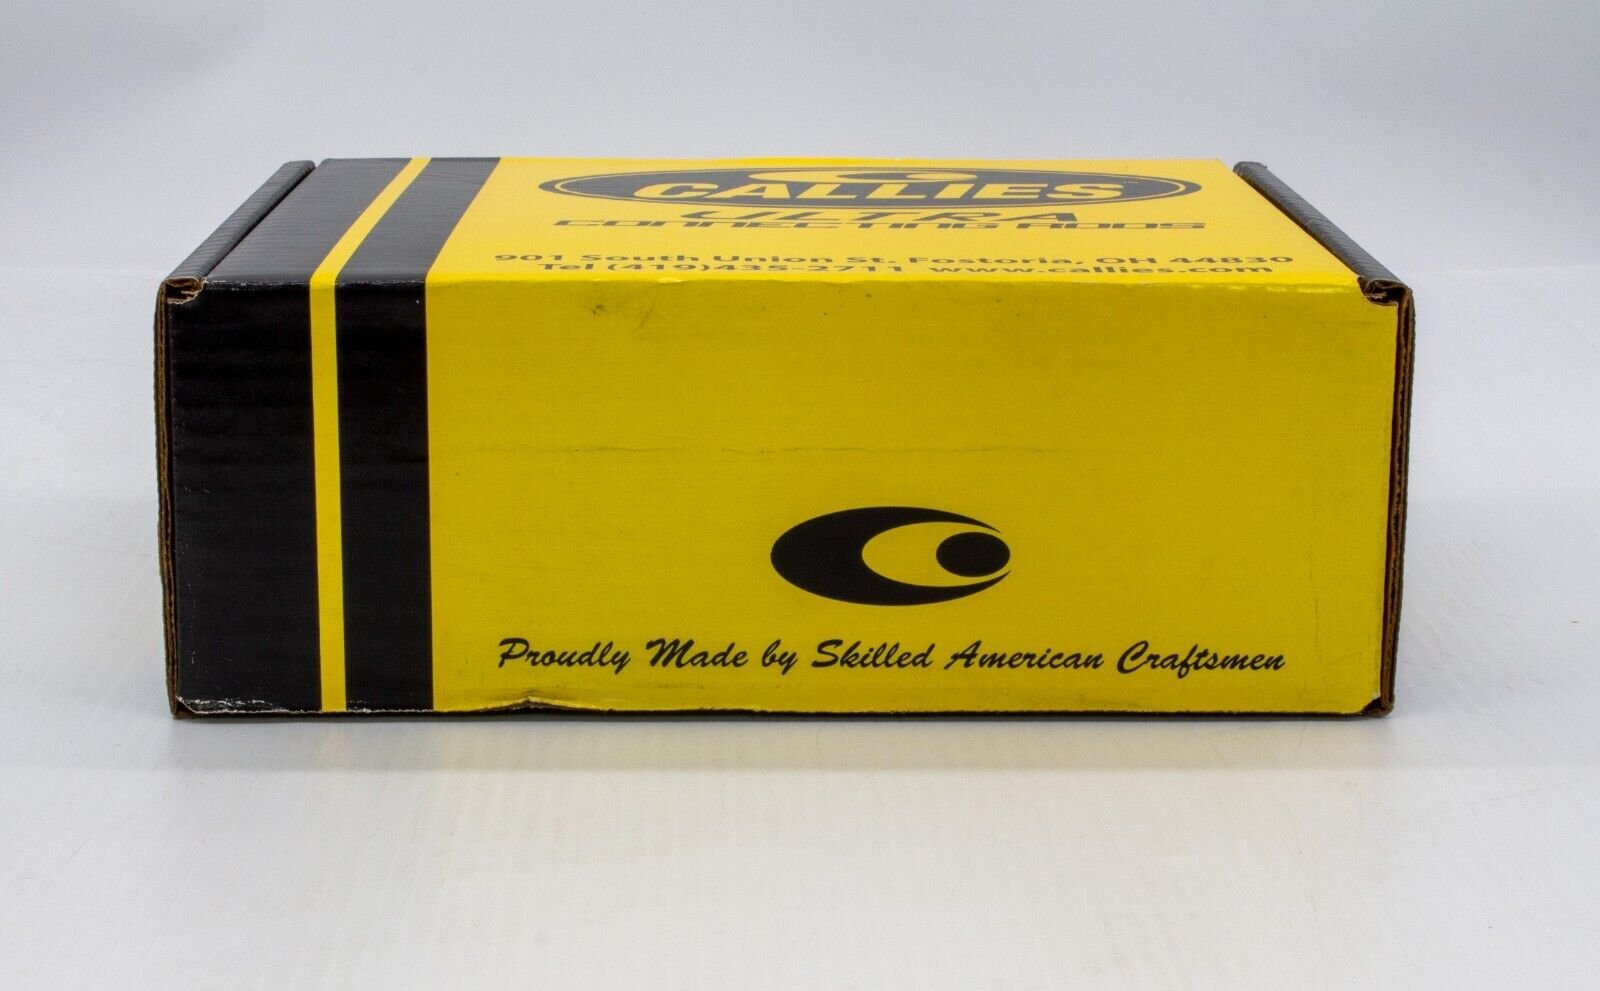 CALLIES™
ULTRA
CONNECTING RODS
901 South Union St. Fostoria, OH 44830
Tel (419)435-2711 www.callies.com
Proudly Made by Skilled American Craftsmen